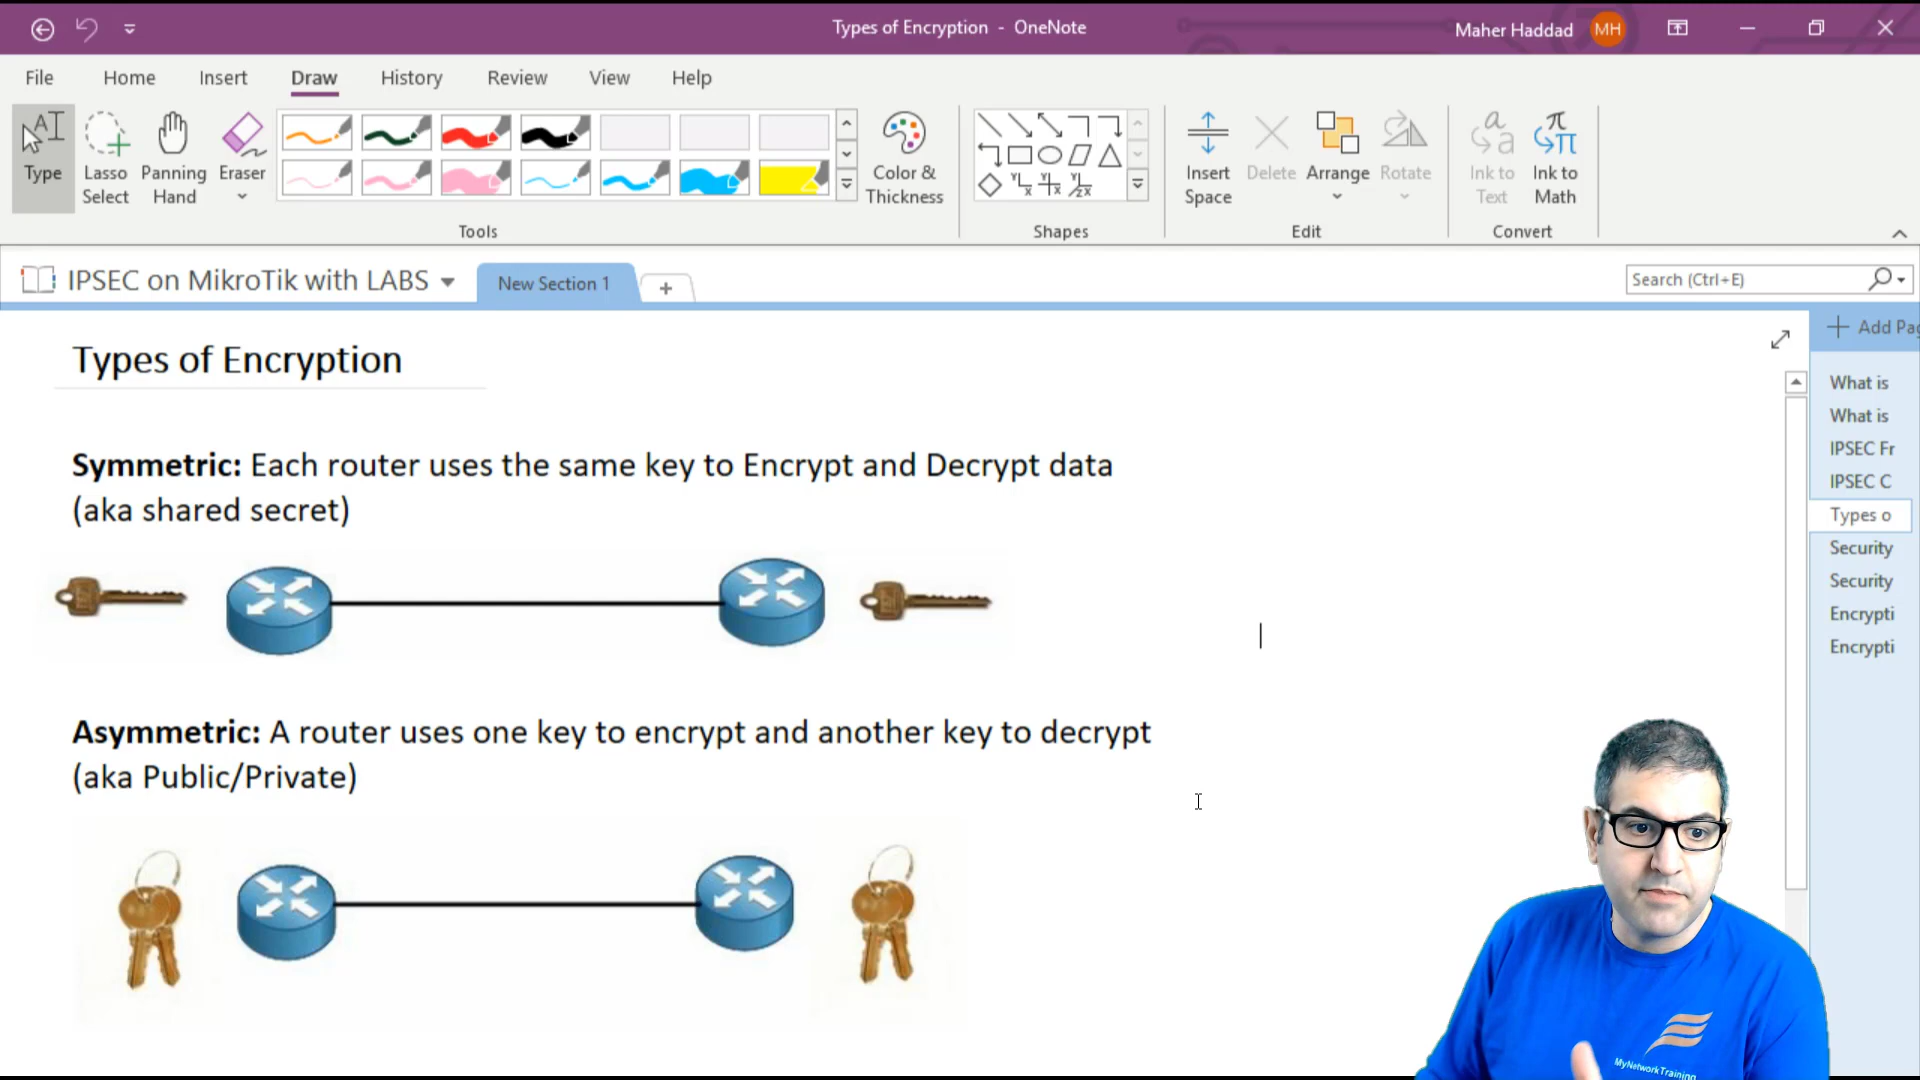 Types of Encryption - OneNote
Maher Haddad
MH
File
Home
Insert
Draw
History
Review
View
Help
Type
Lasso Select
Panning Hand
Eraser
Color & Thickness
Insert Space
Delete
Arrange
Rotate
Ink to Text
Ink to Math
Tools
Shapes
Edit
Convert
IPSEC on MikroTik with LABS
New Section 1
Search (Ctrl+E)
Add Pag
Types of Encryption
What is
What is
IPSEC Fr
IPSEC C
Types o
Security
Security
Encrypti
Encrypti
Symmetric: Each router uses the same key to Encrypt and Decrypt data
(aka shared secret)
Asymmetric: A router uses one key to encrypt and another key to decrypt
(aka Public/Private)
MyNetworkTraining